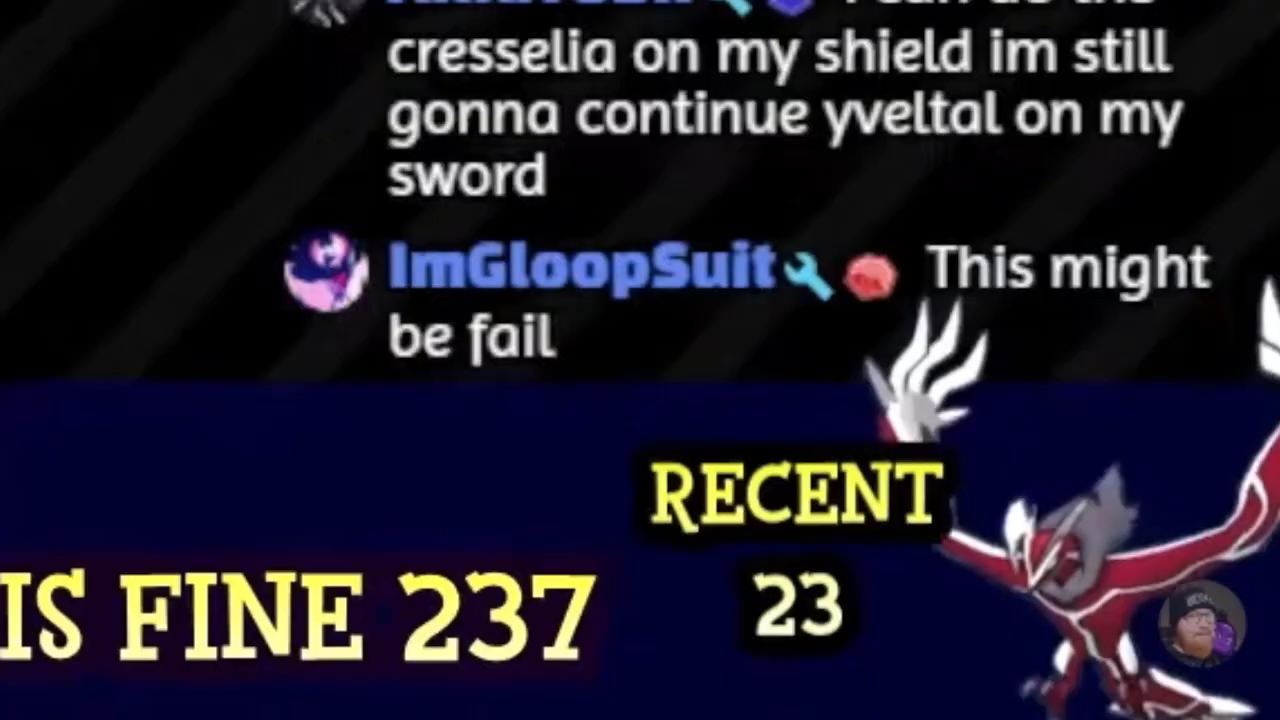 cresselia on my shield im still
gonna continue yveltal on my
sword
ImGloopSuit This might
be fail
RECENT
IS FINE 237
23